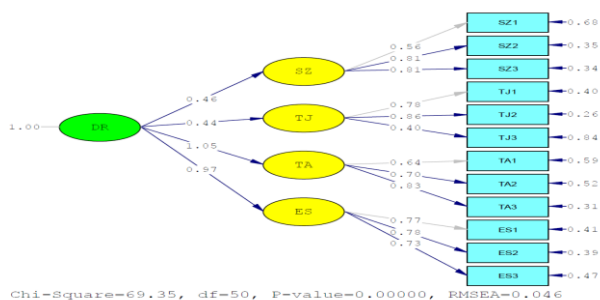 SZ1 0.68
0.56
SZ2 0.35
0.81
SZ SZ3 0.34
0.81
0.46 TJ1 0.40
0.78
0.44 TJ TJ2 0.26
0.86
1.00 DR TJ3 0.84
0.40
1.05 TA1 0.59
0.64
TA TA2 0.52
0.70
0.97 TA3 0.31
0.83
ES ES1 0.41
0.77
ES2 0.39
0.78
ES3 0.47
0.73
Chi-Square=69.35, df=50, P-value=0.00000, RMSEA=0.046